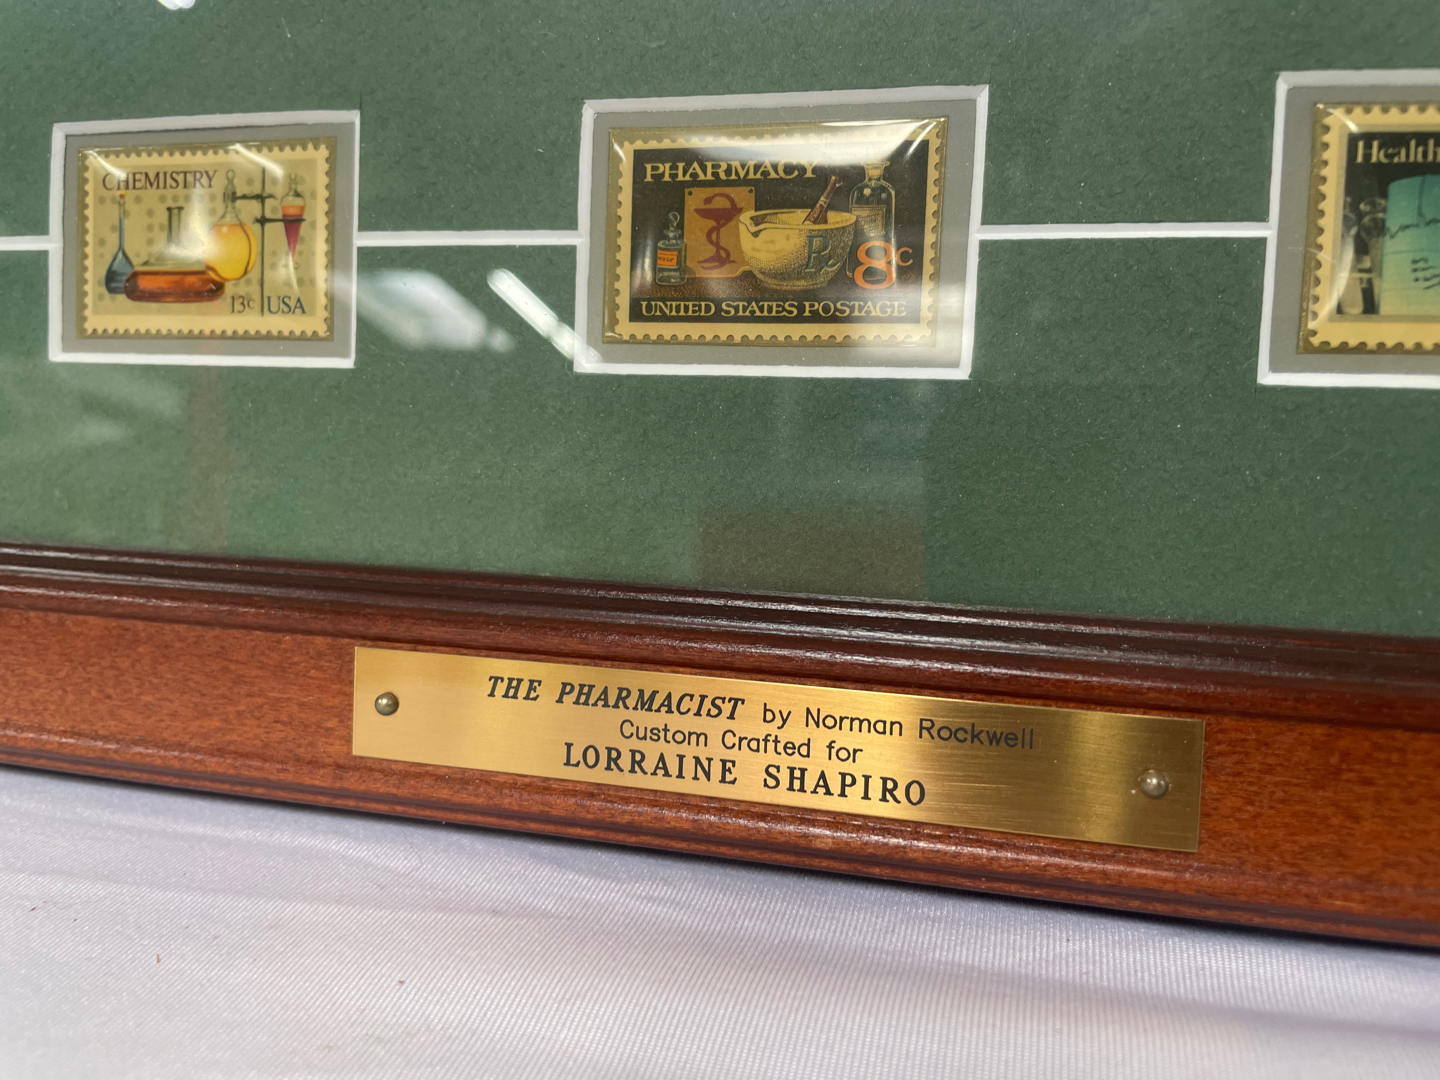 CHEMISTRY
13c USA
PHARMACY
Rx
8c
UNITED STATES POSTAGE
Health
THE PHARMACIST by Norman Rockwell
Custom Crafted for
LORRAINE SHAPIRO